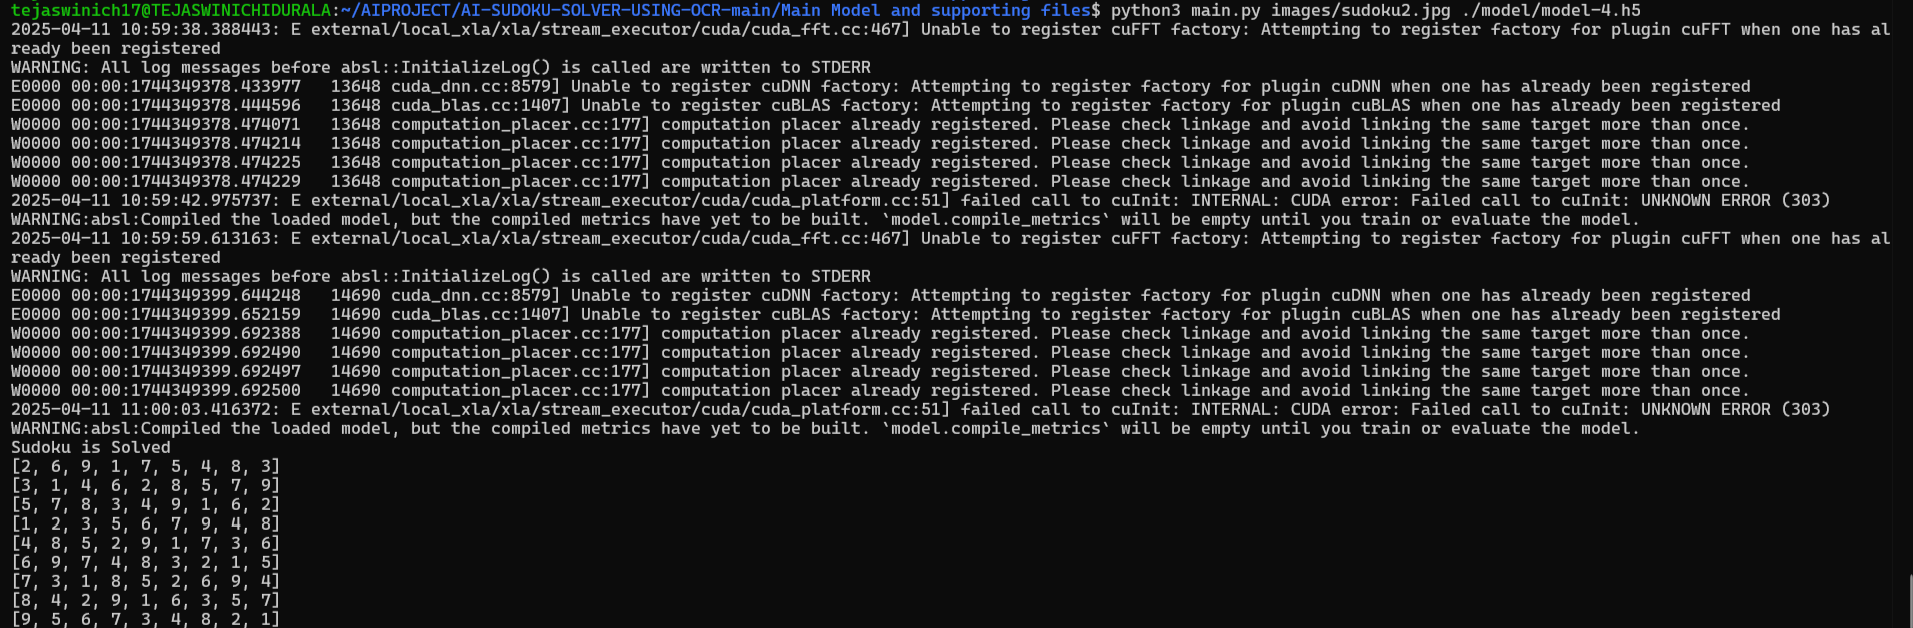 tejaswinich17@TEJASWINICHIDURALA:~/AIPROJECT/AI-SUDOKU-SOLVER-USING-OCR-main/Main Model and supporting files$ python3 main.py images/sudoku2.jpg ./model/model-4.h5
2025-04-11 10:59:38.388443: E external/local_xla/xla/stream_executor/cuda/cuda_fft.cc:467] Unable to register cuFFT factory: Attempting to register factory for plugin cuFFT when one has al
ready been registered
WARNING: All log messages before absl::InitializeLog() is called are written to STDERR
E0000 00:00:1744349378.433977   13648 cuda_dnn.cc:8579] Unable to register cuDNN factory: Attempting to register factory for plugin cuDNN when one has already been registered
E0000 00:00:1744349378.444596   13648 cuda_blas.cc:1407] Unable to register cuBLAS factory: Attempting to register factory for plugin cuBLAS when one has already been registered
W0000 00:00:1744349378.474071   13648 computation_placer.cc:177] computation placer already registered. Please check linkage and avoid linking the same target more than once.
W0000 00:00:1744349378.474214   13648 computation_placer.cc:177] computation placer already registered. Please check linkage and avoid linking the same target more than once.
W0000 00:00:1744349378.474225   13648 computation_placer.cc:177] computation placer already registered. Please check linkage and avoid linking the same target more than once.
W0000 00:00:1744349378.474229   13648 computation_placer.cc:177] computation placer already registered. Please check linkage and avoid linking the same target more than once.
2025-04-11 10:59:42.975737: E external/local_xla/xla/stream_executor/cuda/cuda_platform.cc:51] failed call to cuInit: INTERNAL: CUDA error: Failed call to cuInit: UNKNOWN ERROR (303)
WARNING:absl:Compiled the loaded model, but the compiled metrics have yet to be built. `model.compile_metrics` will be empty until you train or evaluate the model.
2025-04-11 10:59:59.613163: E external/local_xla/xla/stream_executor/cuda/cuda_fft.cc:467] Unable to register cuFFT factory: Attempting to register factory for plugin cuFFT when one has al
ready been registered
WARNING: All log messages before absl::InitializeLog() is called are written to STDERR
E0000 00:00:1744349399.644248   14690 cuda_dnn.cc:8579] Unable to register cuDNN factory: Attempting to register factory for plugin cuDNN when one has already been registered
E0000 00:00:1744349399.652159   14690 cuda_blas.cc:1407] Unable to register cuBLAS factory: Attempting to register factory for plugin cuBLAS when one has already been registered
W0000 00:00:1744349399.692388   14690 computation_placer.cc:177] computation placer already registered. Please check linkage and avoid linking the same target more than once.
W0000 00:00:1744349399.692490   14690 computation_placer.cc:177] computation placer already registered. Please check linkage and avoid linking the same target more than once.
W0000 00:00:1744349399.692497   14690 computation_placer.cc:177] computation placer already registered. Please check linkage and avoid linking the same target more than once.
W0000 00:00:1744349399.692500   14690 computation_placer.cc:177] computation placer already registered. Please check linkage and avoid linking the same target more than once.
2025-04-11 11:00:03.416372: E external/local_xla/xla/stream_executor/cuda/cuda_platform.cc:51] failed call to cuInit: INTERNAL: CUDA error: Failed call to cuInit: UNKNOWN ERROR (303)
WARNING:absl:Compiled the loaded model, but the compiled metrics have yet to be built. `model.compile_metrics` will be empty until you train or evaluate the model.
Sudoku is Solved
[2, 6, 9, 1, 7, 5, 4, 8, 3]
[3, 1, 4, 6, 2, 8, 5, 7, 9]
[5, 7, 8, 3, 4, 9, 1, 6, 2]
[1, 2, 3, 5, 6, 7, 9, 4, 8]
[4, 8, 5, 2, 9, 1, 7, 3, 6]
[6, 9, 7, 4, 8, 3, 2, 1, 5]
[7, 3, 1, 8, 5, 2, 6, 9, 4]
[8, 4, 2, 9, 1, 6, 3, 5, 7]
[9, 5, 6, 7, 3, 4, 8, 2, 1]